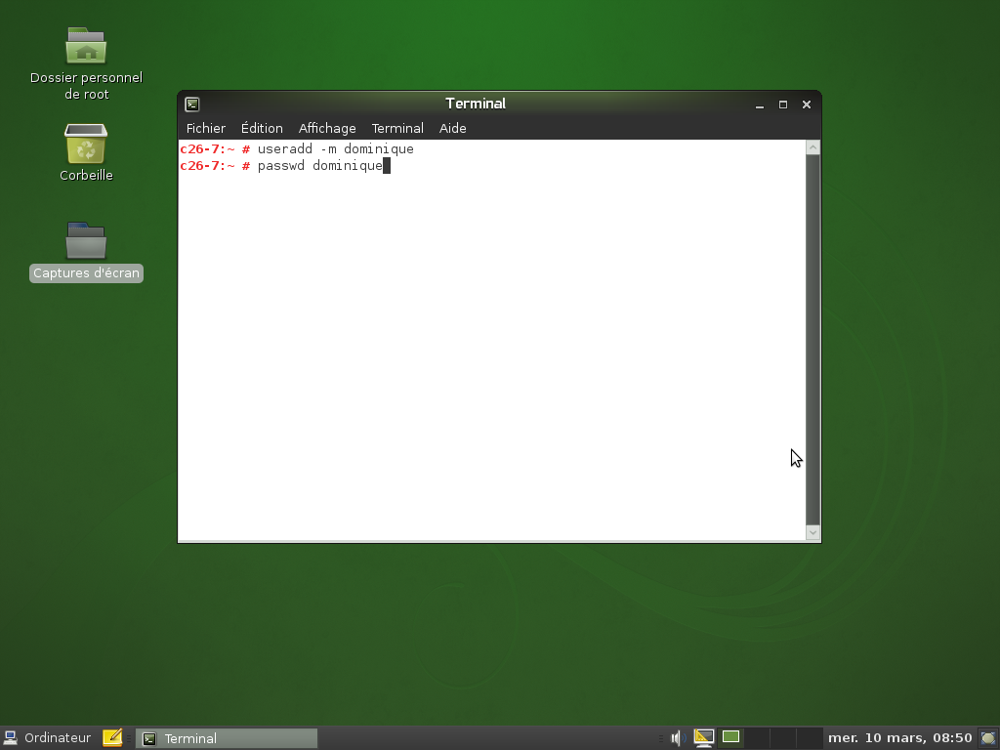 Dossier personnel
de root
Corbeille
Captures d'écran
Terminal
Fichier Édition Affichage Terminal Aide
c26-7:~ # useradd -m dominique
c26-7:~ # passwd dominique
Ordinateur Terminal mer. 10 mars, 08:50